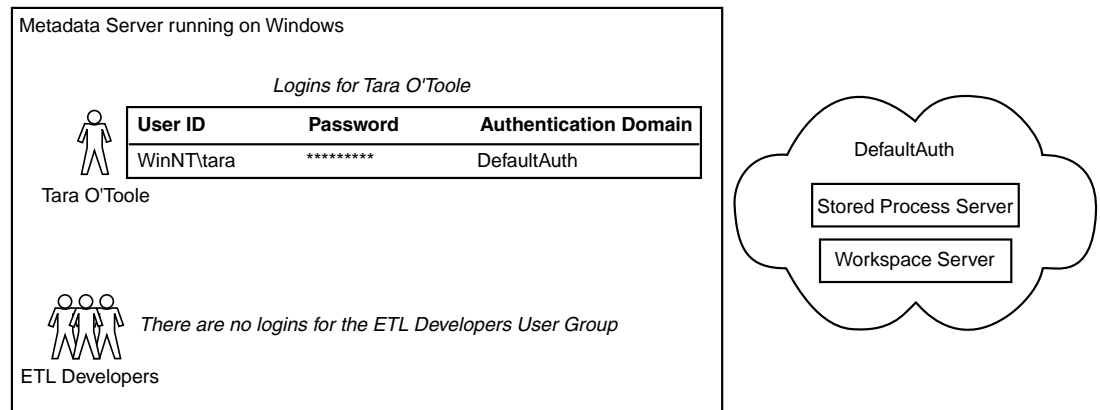 Metadata Server running on Windows
Logins for Tara O'Toole
User ID Password Authentication Domain
WinNT\tara ********* DefaultAuth
Tara O'Toole
There are no logins for the ETL Developers User Group
ETL Developers
DefaultAuth
Stored Process Server
Workspace Server